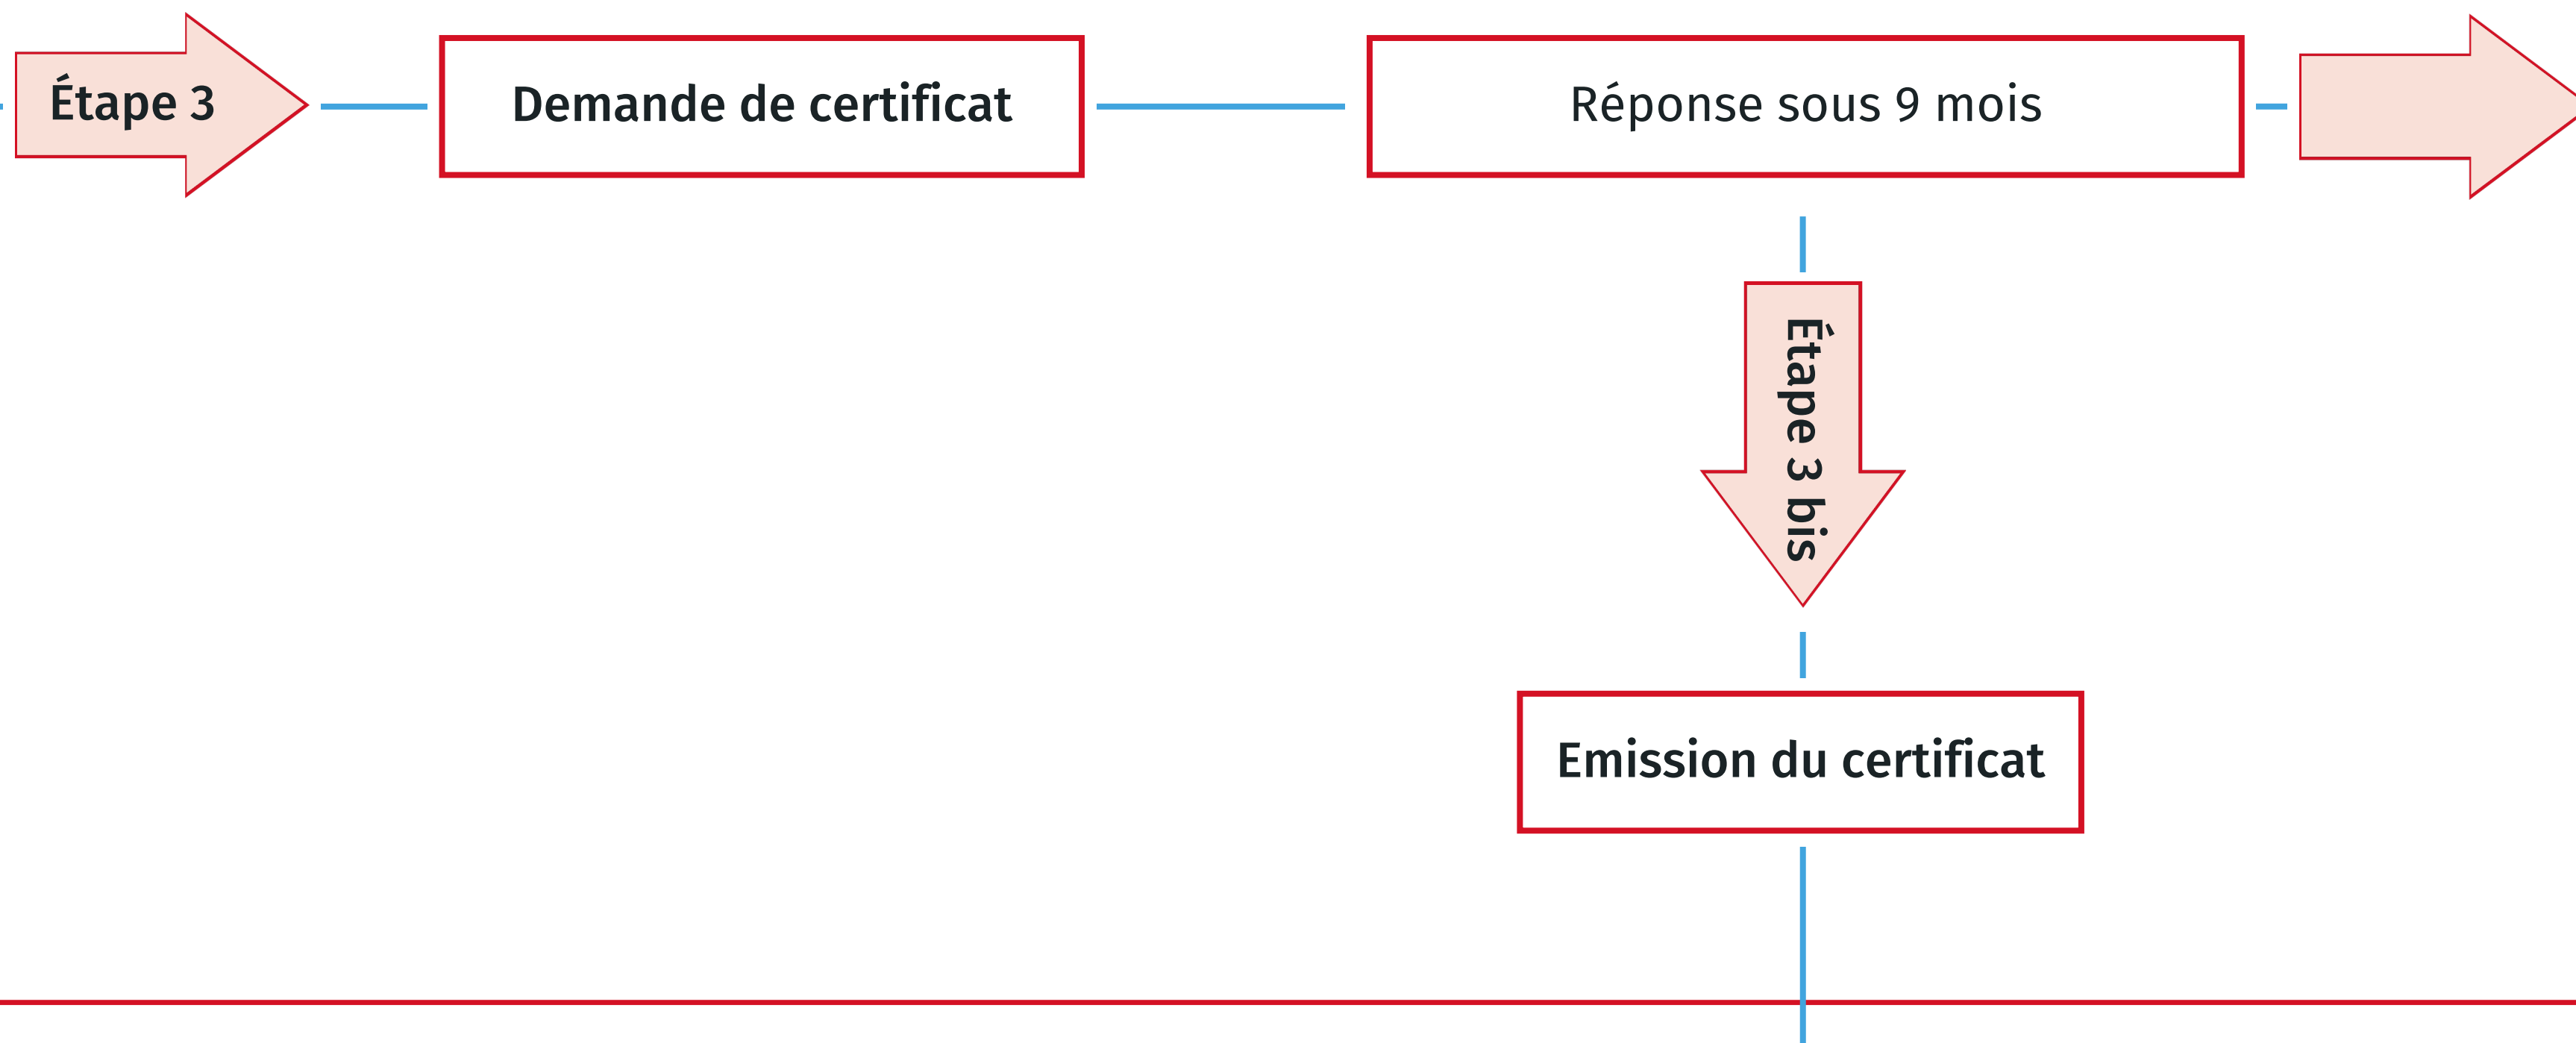 Étape 3
Demande de certificat
Réponse sous 9 mois
Étape 3 bis
Emission du certificat